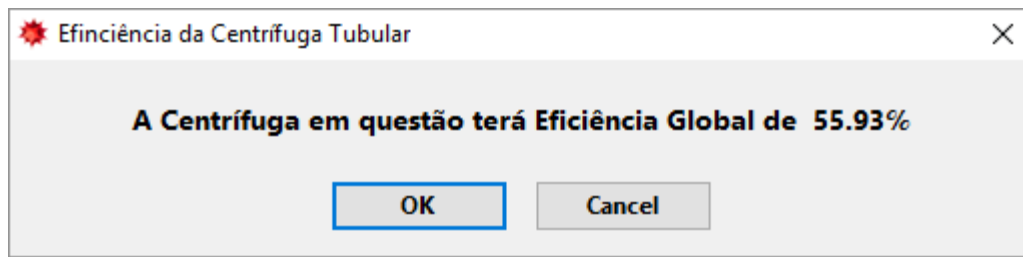 Efinciência da Centrífuga Tubular
A Centrífuga em questão terá Eficiência Global de 55.93%
OK Cancel